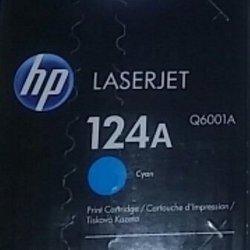 hp
LASERJET
124A Q6001A
Cyan
Print Cartridge / Cartouche d'Impression /
Tisková Kazeta